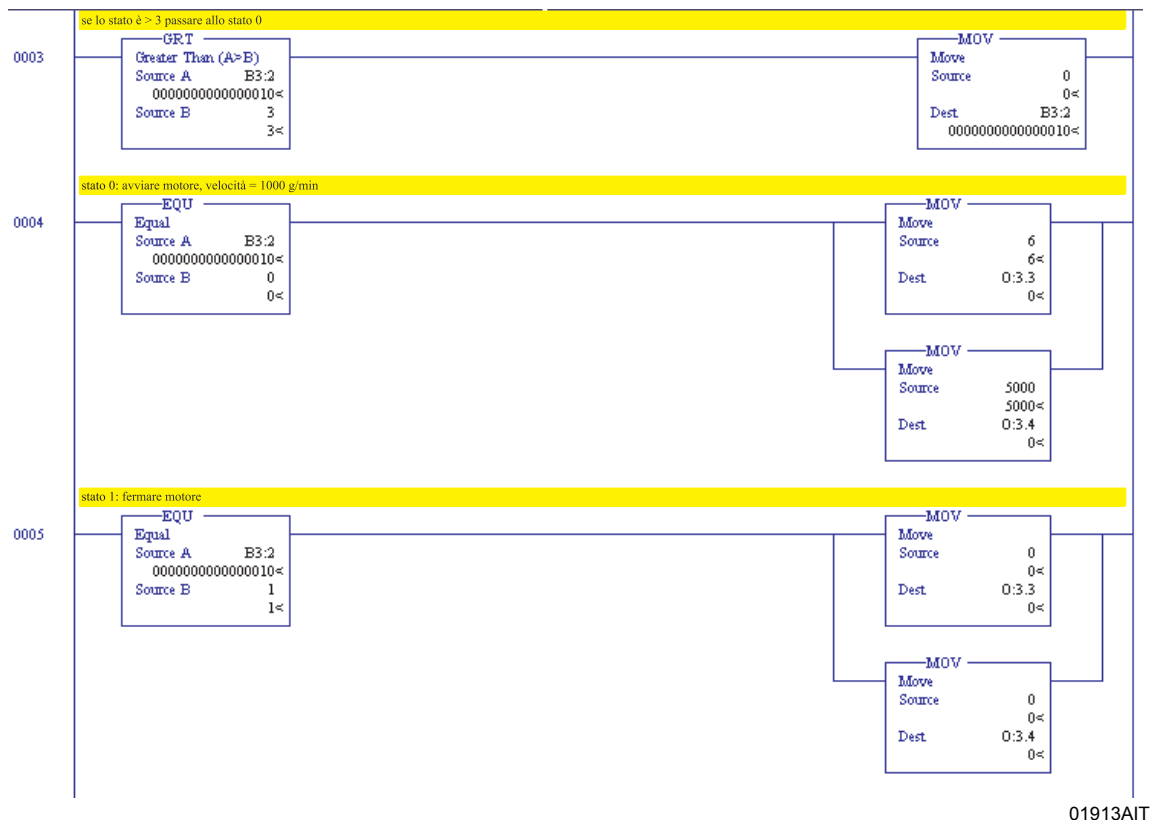 se lo stato è > 3 passare allo stato 0
0003
GRT
Greater Than (A>B)
Source A B3:2
0000000000000010<
Source B 3
3<
MOV
Move
Source 0
0<
Dest B3:2
0000000000000010<
stato 0: avviare motore, velocità = 1000 g/min
0004
EQU
Equal
Source A B3:2
0000000000000010<
Source B 0
0<
MOV
Move
Source 6
6<
Dest O:3.3
0<
MOV
Move
Source 5000
5000<
Dest O:3.4
0<
stato 1: fermare motore
0005
EQU
Equal
Source A B3:2
0000000000000010<
Source B 1
1<
MOV
Move
Source 0
0<
Dest O:3.3
0<
MOV
Move
Source 0
0<
Dest O:3.4
0<
01913AIT